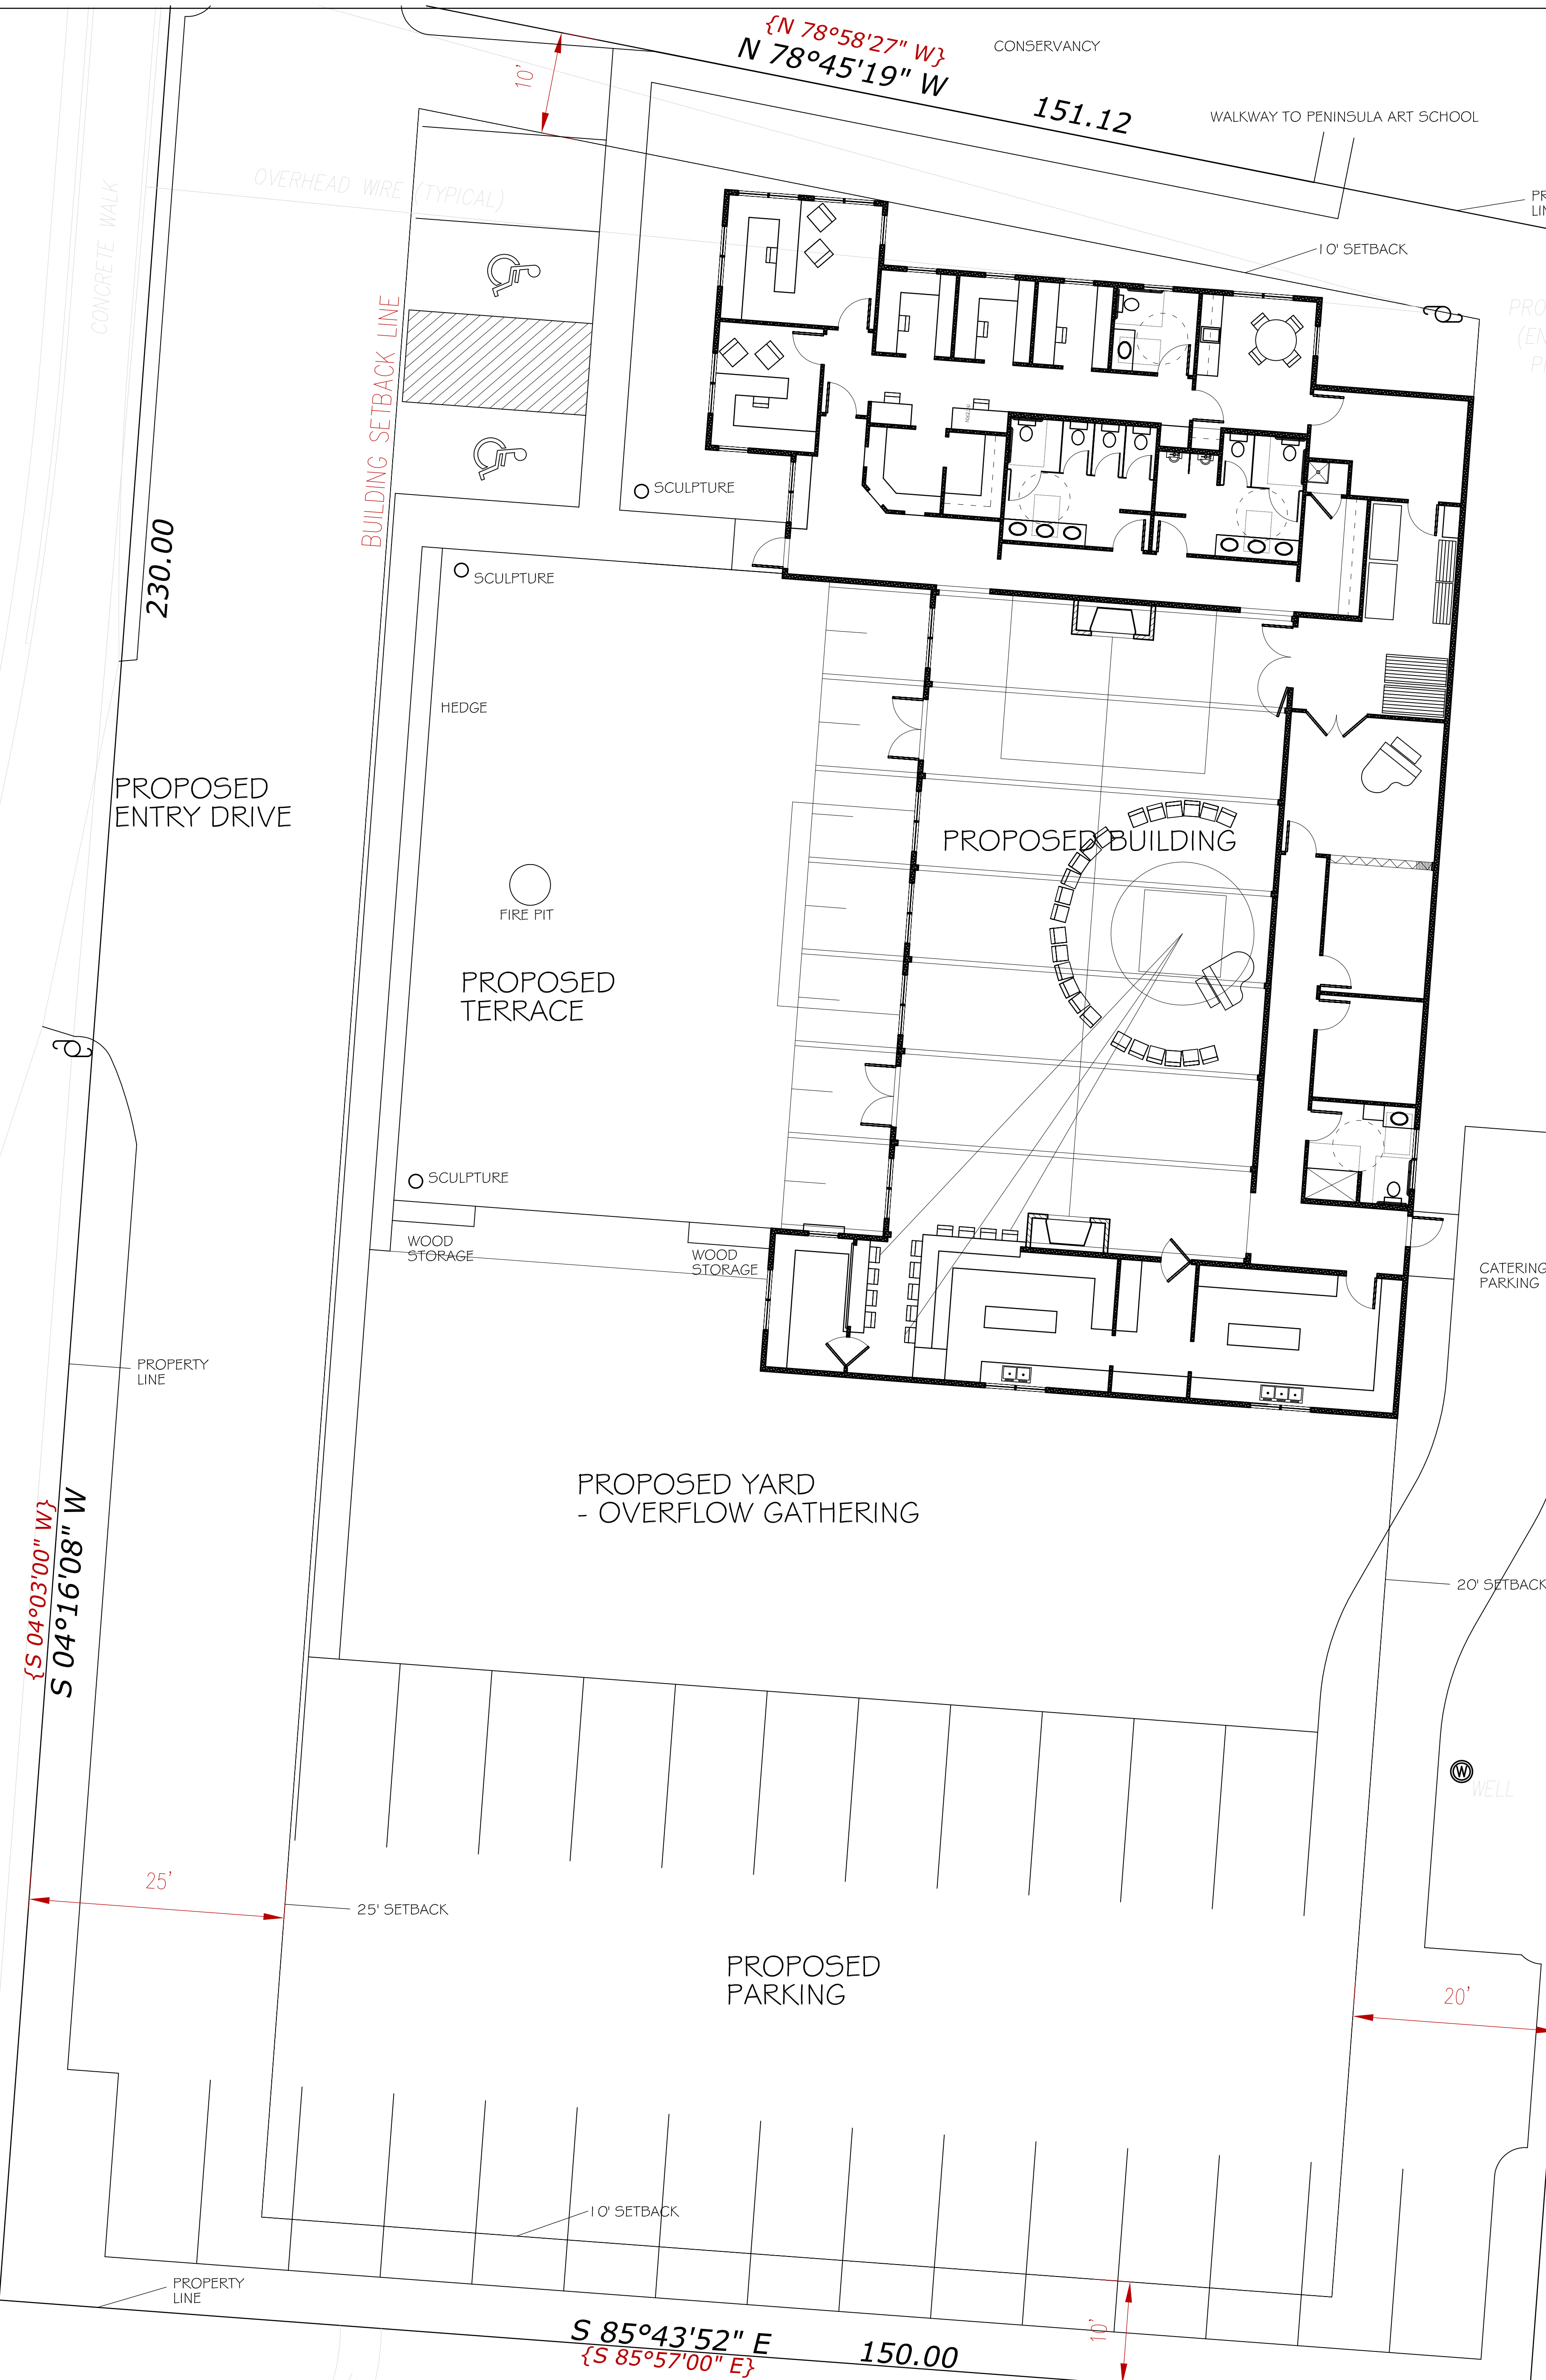 {N 78°58'27" W}
N 78°45'19" W
151.12
CONSERVANCY
10'
WALKWAY TO PENINSULA ART SCHOOL
OVERHEAD WIRE (TYPICAL)
CONCRETE WALK
10' SETBACK
BUILDING SETBACK LINE
SCULPTURE
SCULPTURE
230.00
HEDGE
PROPOSED
ENTRY DRIVE
PROPOSED BUILDING
FIRE PIT
PROPOSED
TERRACE
SCULPTURE
WOOD
STORAGE
WOOD
STORAGE
CATERING
PARKING
PROPERTY
LINE
PROPOSED YARD
- OVERFLOW GATHERING
{S 04°03'00" W}
S 04°16'08" W
20' SETBACK
W
WELL
25'
25' SETBACK
PROPOSED
PARKING
20'
10' SETBACK
PROPERTY
LINE
10'
S 85°43'52" E
150.00
{S 85°57'00" E}